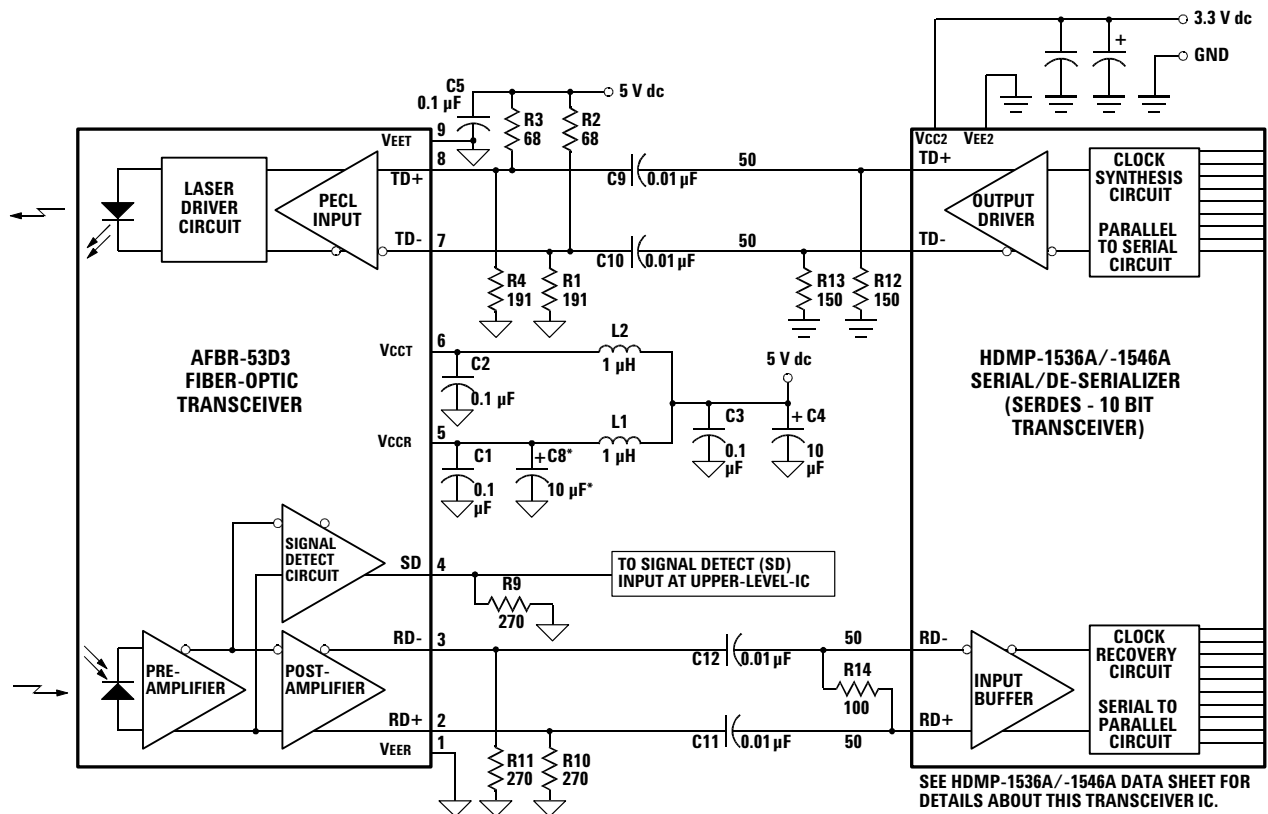 3.3 V dc
GND
C5
0.1 µF
5 V dc
R3
68
R2
68
9
VEET
VCC2
VEE2
8
TD+
50
C9
0.01 µF
TD+
LASER
DRIVER
CIRCUIT
PECL
INPUT
OUTPUT
DRIVER
CLOCK
SYNTHESIS
CIRCUIT
PARALLEL
TO SERIAL
CIRCUIT
TD-
7
50
C10
0.01 µF
TD-
R4
191
R1
191
R13
150
R12
150
AFBR-53D3
FIBER-OPTIC
TRANSCEIVER
HDMP-1536A/-1546A
SERIAL/DE-SERIALIZER
(SERDES - 10 BIT
TRANSCEIVER)
VCCT
6
L2
1 µH
C2
0.1 µF
5 V dc
VCCR
5
L1
1 µH
C3
0.1
µF
+ C4
10
µF
C1
0.1
µF
+ C8*
10 µF*
SIGNAL
DETECT
CIRCUIT
SD
4
TO SIGNAL DETECT (SD)
INPUT AT UPPER-LEVEL-IC
R9
270
RD-
3
C12
0.01 µF
50
RD-
PRE-
AMPLIFIER
POST-
AMPLIFIER
R14
100
INPUT
BUFFER
CLOCK
RECOVERY
CIRCUIT
SERIAL TO
PARALLEL
CIRCUIT
RD+
2
C11
0.01 µF
50
RD+
VEER
1
R11
270
R10
270
SEE HDMP-1536A/-1546A DATA SHEET FOR
DETAILS ABOUT THIS TRANSCEIVER IC.